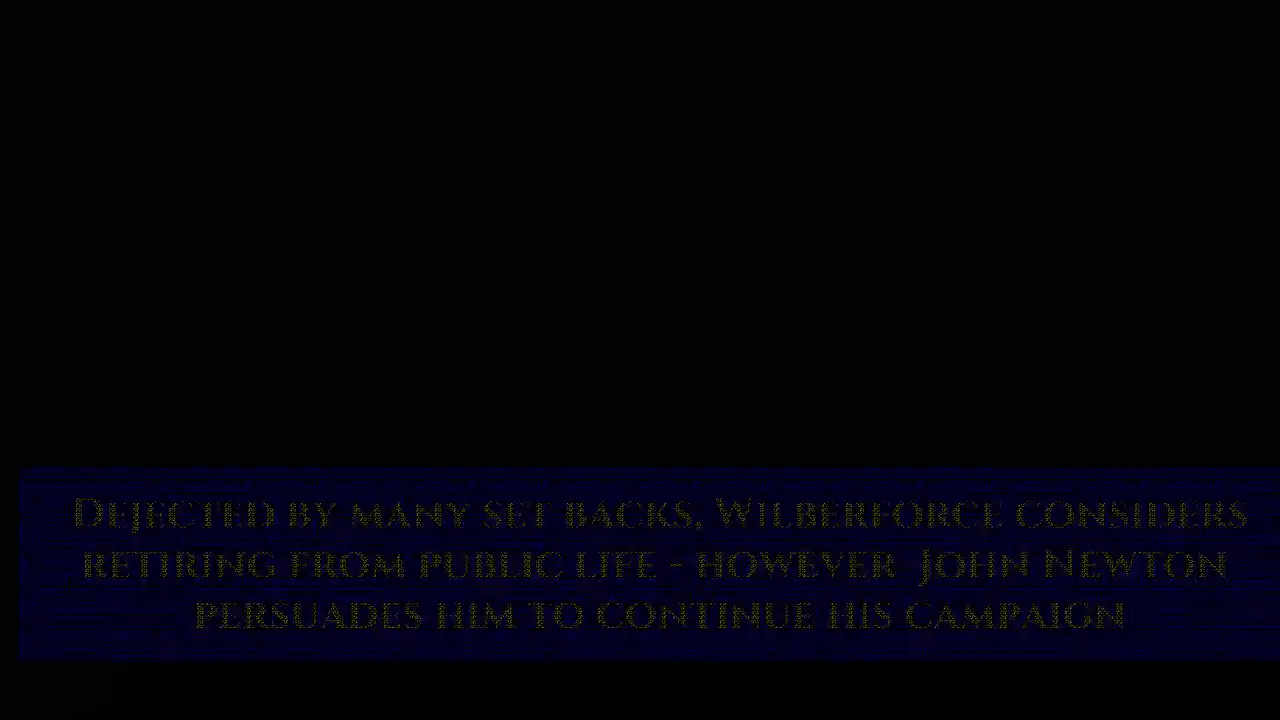 Dejected by many set backs, Wilberforce considers
retiring from public life - however John Newton
persuades him to continue his campaign